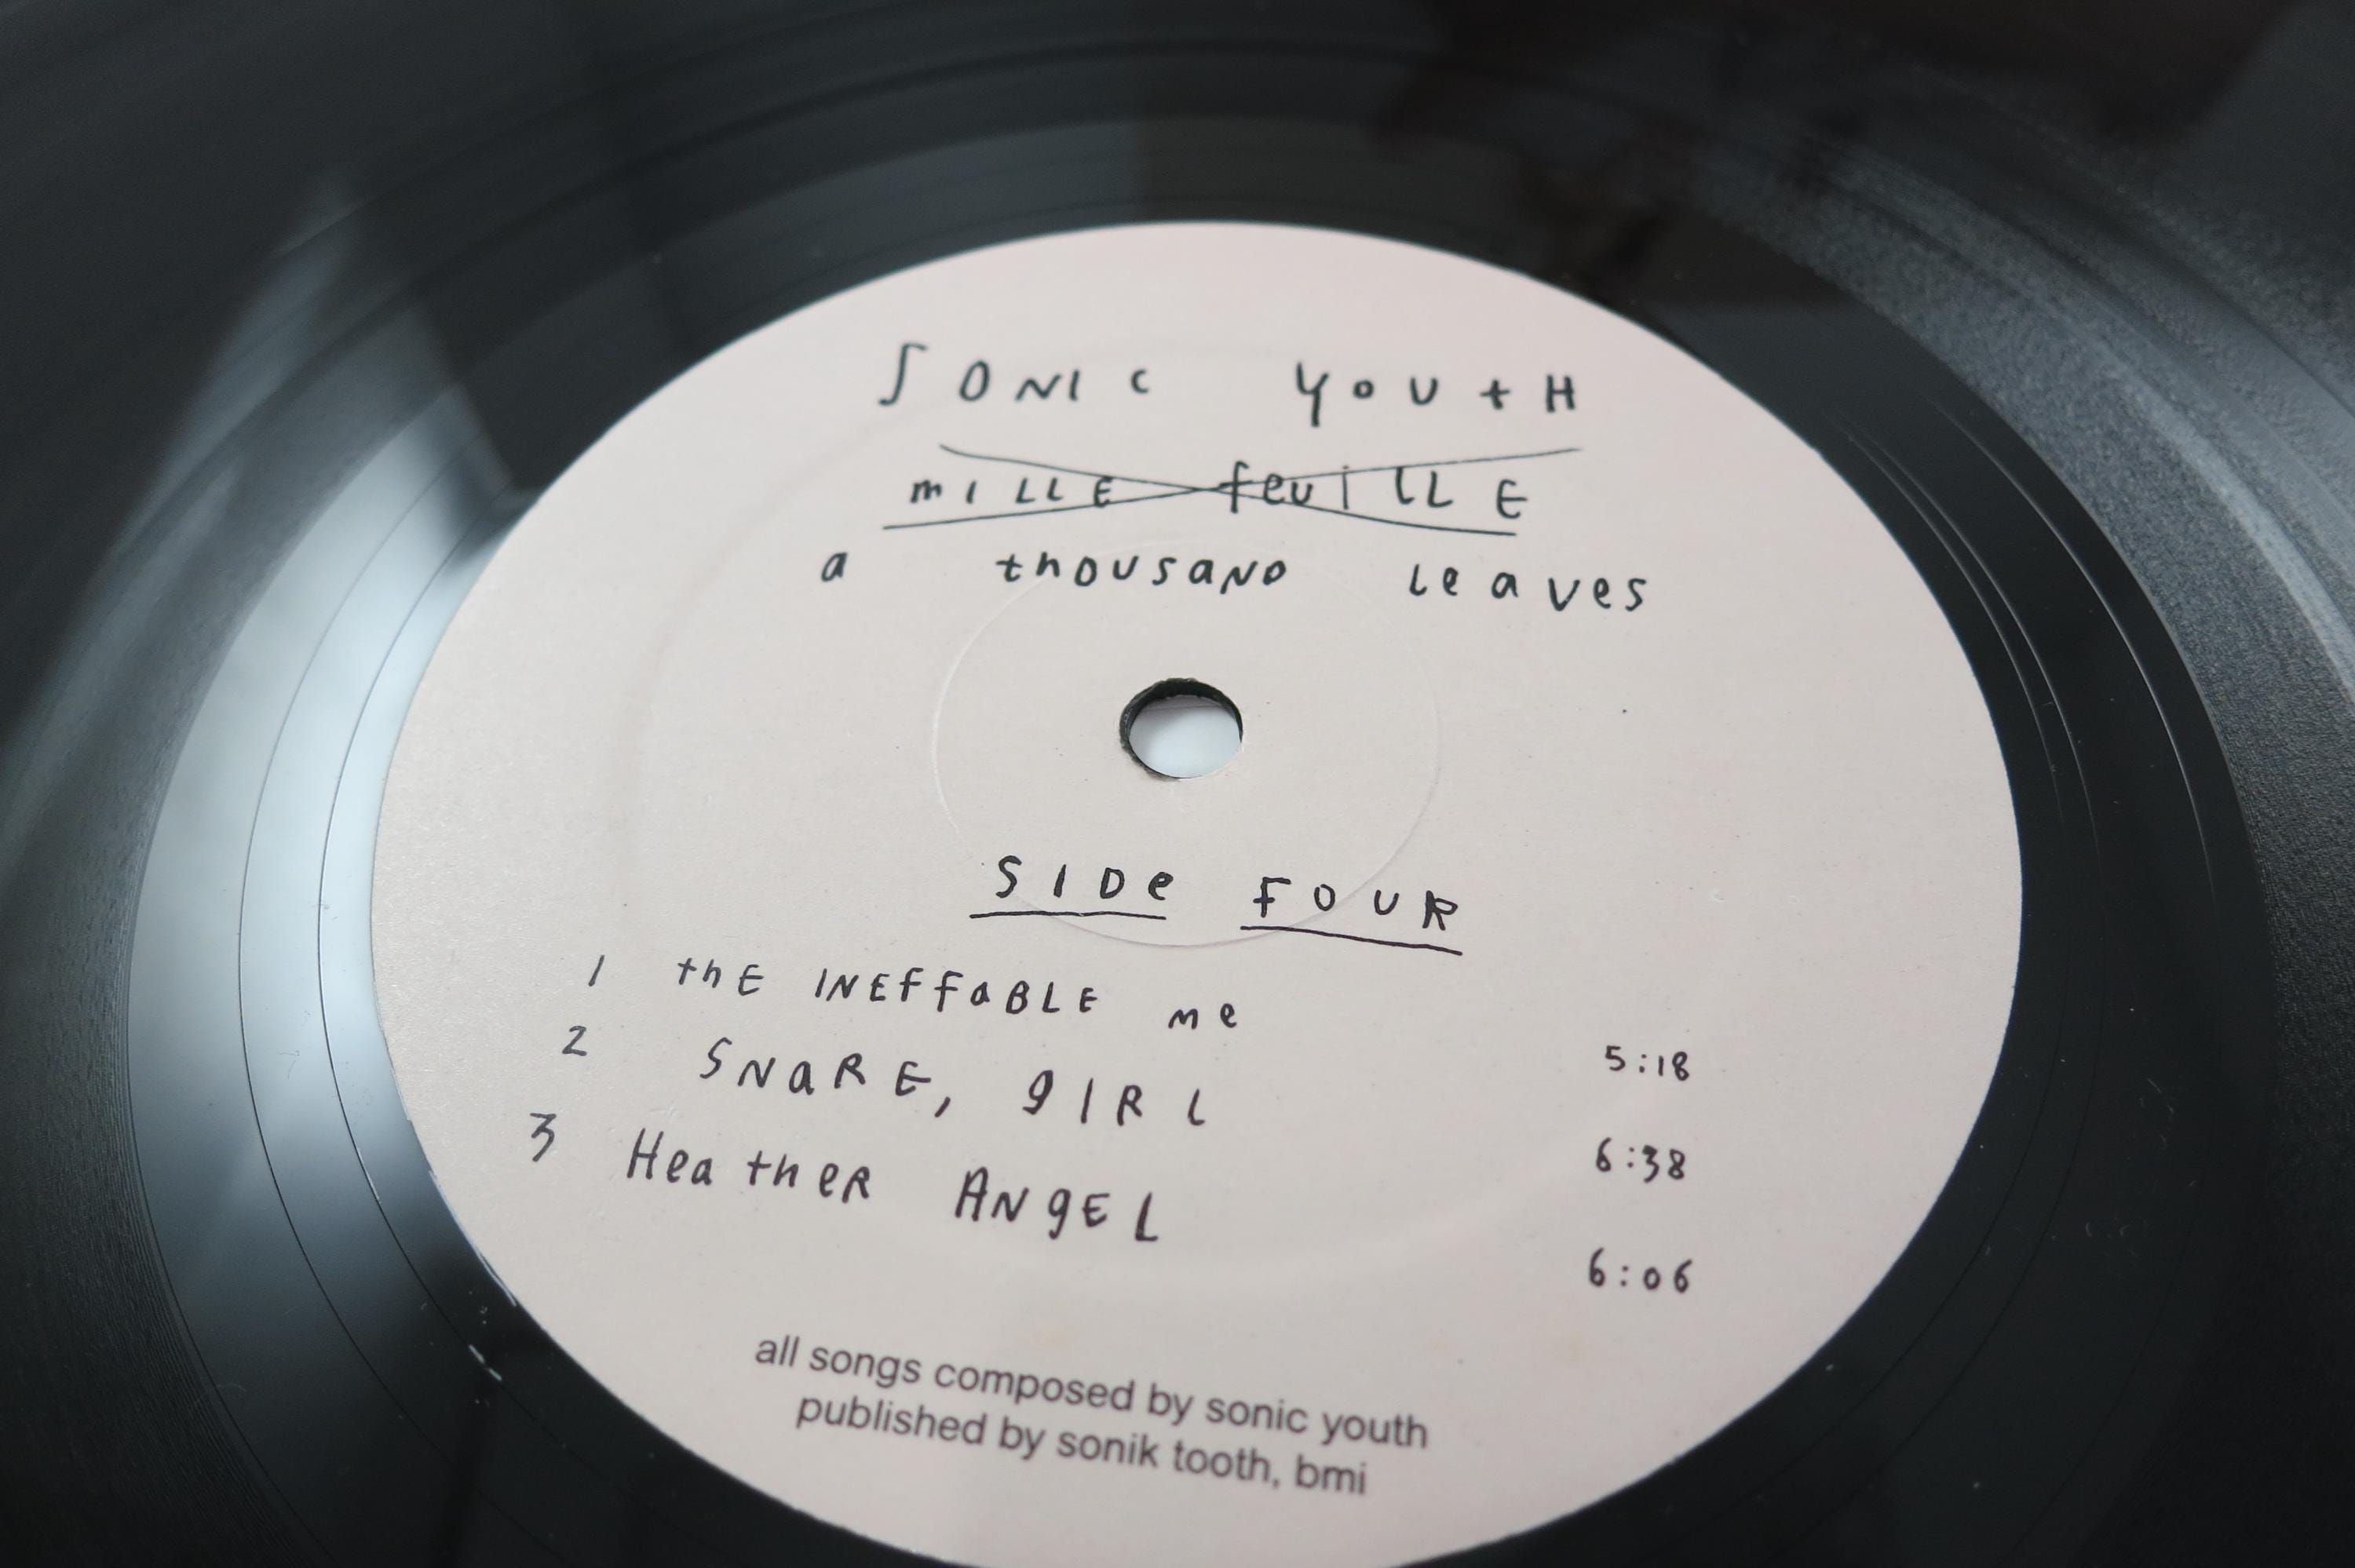 SONIC YOUtH
mILLE feuiLLE
a thOUSaND Leaves
SIDe FOUR
1 thE INEffaBLE me 5:18
2 SNaRE, gIRL 6:38
3 HeatheR ANgEL 6:06
all songs composed by sonic youth
published by sonik tooth, bmi